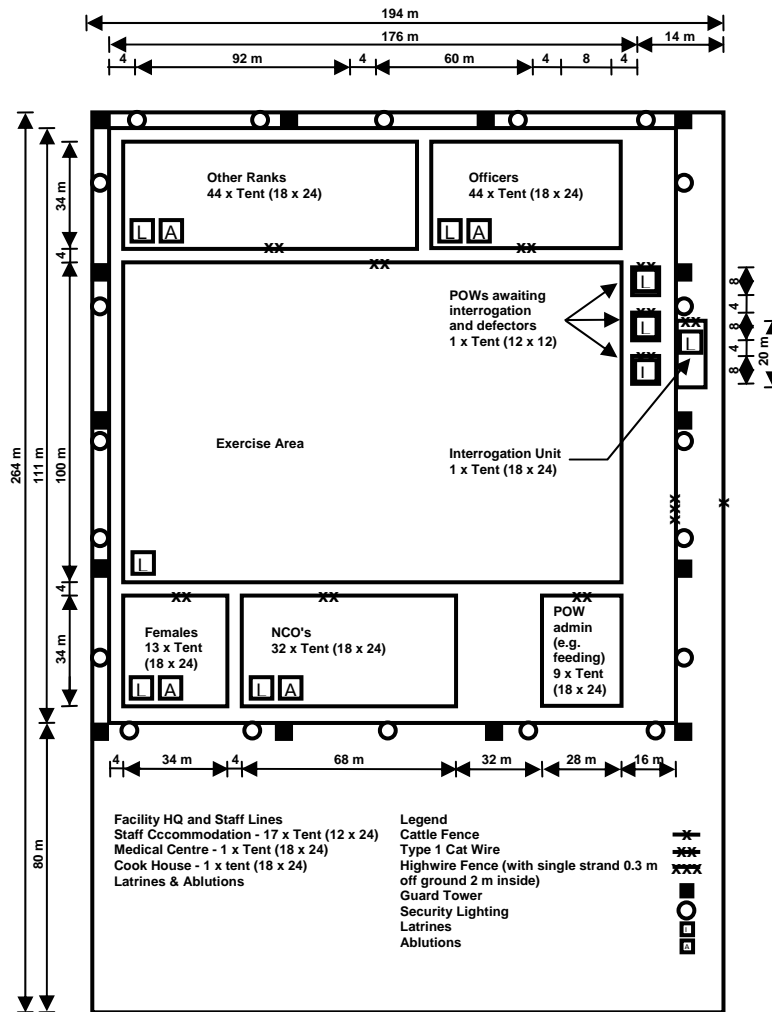 194 m
176 m
14 m
4
92 m
4
60 m
4
8
4
Other Ranks
44 x Tent (18 x 24)
L
A
Officers
44 x Tent (18 x 24)
L
A
XX
XX
XX
34 m
4
POWs awaiting
interrogation
and defectors
1 x Tent (12 x 12)
XX
L
XX
L
XX
L
XX
L
8
4
8
4
8
20 m
Exercise Area
Interrogation Unit
1 x Tent (18 x 24)
264 m
111 m
100 m
XXX
X
L
4
XX
XX
XX
34 m
Females
13 x Tent
(18 x 24)
L
A
NCO's
32 x Tent (18 x 24)
L
A
POW
admin
(e.g.
feeding)
9 x Tent
(18 x 24)
4
34 m
4
68 m
32 m
28 m
16 m
80 m
Facility HQ and Staff Lines
Staff Cccommodation - 17 x Tent (12 x 24)
Medical Centre - 1 x Tent (18 x 24)
Cook House - 1 x tent (18 x 24)
Latrines & Ablutions
Legend
Cattle Fence
X
Type 1 Cat Wire
XX
Highwire Fence (with single strand 0.3 m
off ground 2 m inside)
XXX
Guard Tower
Security Lighting
Latrines
L
Ablutions
A